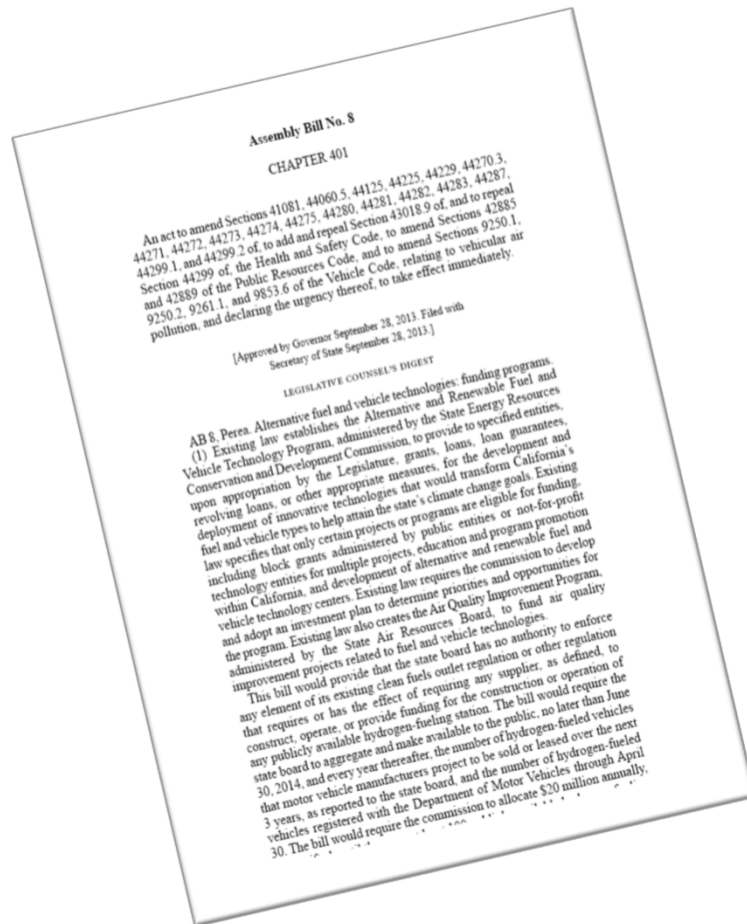 Assembly Bill No. 8
CHAPTER 401
An act to amend Sections 41081, 44060.5, 44125, 44225, 44229, 44270.3,
44271, 44272, 44273, 44274, 44275, 44280, 44281, 44282, 44283, 44287,
44299.1, and 44299.2 of, to add and repeal Section 43018.9 of, and to repeal
Section 44299 of, the Health and Safety Code, to amend Sections 42885
and 42889 of the Public Resources Code, and to amend Sections 9250.1,
9250.2, 9261.1, and 9853.6 of the Vehicle Code, relating to vehicular air
pollution, and declaring the urgency thereof, to take effect immediately.
[Approved by Governor September 28, 2013. Filed with
Secretary of State September 28, 2013.]
LEGISLATIVE COUNSEL'S DIGEST
AB 8, Perea. Alternative fuel and vehicle technologies: funding programs.
(1) Existing law establishes the Alternative and Renewable Fuel and
Vehicle Technology Program, administered by the State Energy Resources
Conservation and Development Commission, to provide to specified entities,
upon appropriation by the Legislature, grants, loans, loan guarantees,
revolving loans, or other appropriate measures, for the development and
deployment of innovative technologies that would transform California's
fuel and vehicle types to help attain the state's climate change goals. Existing
law specifies that only certain projects or programs are eligible for funding,
including block grants administered by public entities or not-for-profit
technology entities for multiple projects, education and program promotion
within California, and development of alternative and renewable fuel and
vehicle technology centers. Existing law requires the commission to develop
and adopt an investment plan to determine priorities and opportunities for
the program. Existing law also creates the Air Quality Improvement Program,
administered by the State Air Resources Board, to fund air quality
improvement projects related to fuel and vehicle technologies.
This bill would provide that the state board has no authority to enforce
any element of its existing clean fuels outlet regulation or other regulation
that requires or has the effect of requiring any supplier, as defined, to
construct, operate, or provide funding for the construction or operation of
any publicly available hydrogen-fueling station. The bill would require the
state board to aggregate and make available to the public, no later than June
30, 2014, and every year thereafter, the number of hydrogen-fueled vehicles
that motor vehicle manufacturers project to be sold or leased over the next
3 years, as reported to the state board, and the number of hydrogen-fueled
vehicles registered with the Department of Motor Vehicles through April
30. The bill would require the commission to allocate $20 million annually,